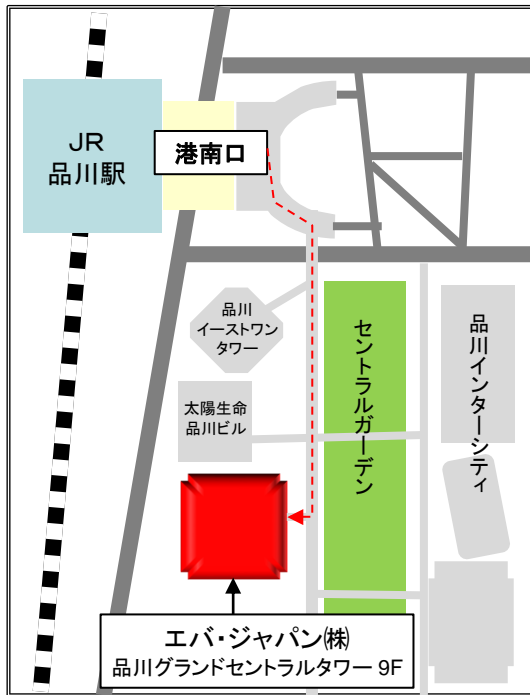 JR
品川駅
港南口
品川
イーストワン
タワー
太陽生命
品川ビル
セントラルガーデン
品川インターシティ
エバ・ジャパン㈱
品川グランドセントラルタワー 9F